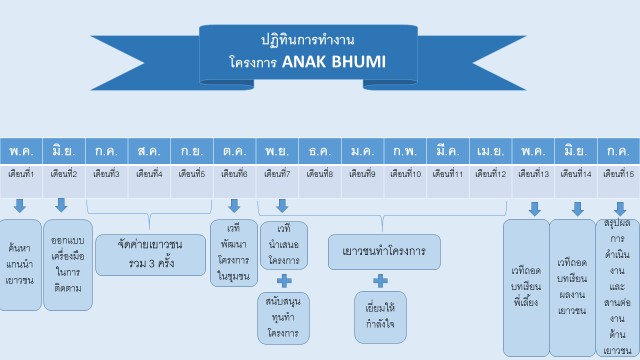 ปฏิทินการทำงาน
โครงการ ANAK BHUMI
พ.ค. มิ.ย. ก.ค. ส.ค. ก.ย. ต.ค. พ.ย. ธ.ค. ม.ค. ก.พ. มี.ค. เม.ย. พ.ค. มิ.ย. ก.ค.
เดือนที่1 เดือนที่2 เดือนที่3 เดือนที่4 เดือนที่5 เดือนที่6 เดือนที่7 เดือนที่8 เดือนที่9 เดือนที่10 เดือนที่11 เดือนที่12 เดือนที่13 เดือนที่14 เดือนที่15
ค้นหา
แกนนำ
เยาวชน
ออกแบบ
เครื่องมือ
ในการ
ติดตาม
จัดค่ายเยาวชน
รวม 3 ครั้ง
เวที
พัฒนา
โครงการ
ในชุมชน
เวที
นำเสนอ
โครงการ
สนับสนุน
ทุนทำ
โครงการ
เยาวชนทำโครงการ
เยี่ยมให้
กำลังใจ
เวทีถอด
บทเรียน
พี่เลี้ยง
เวทีถอด
บทเรียน
ผลงาน
เยาวชน
สรุปผล
การ
ดำเนิน
งาน
และ
สานต่อ
งาน
ด้าน
เยาวชน